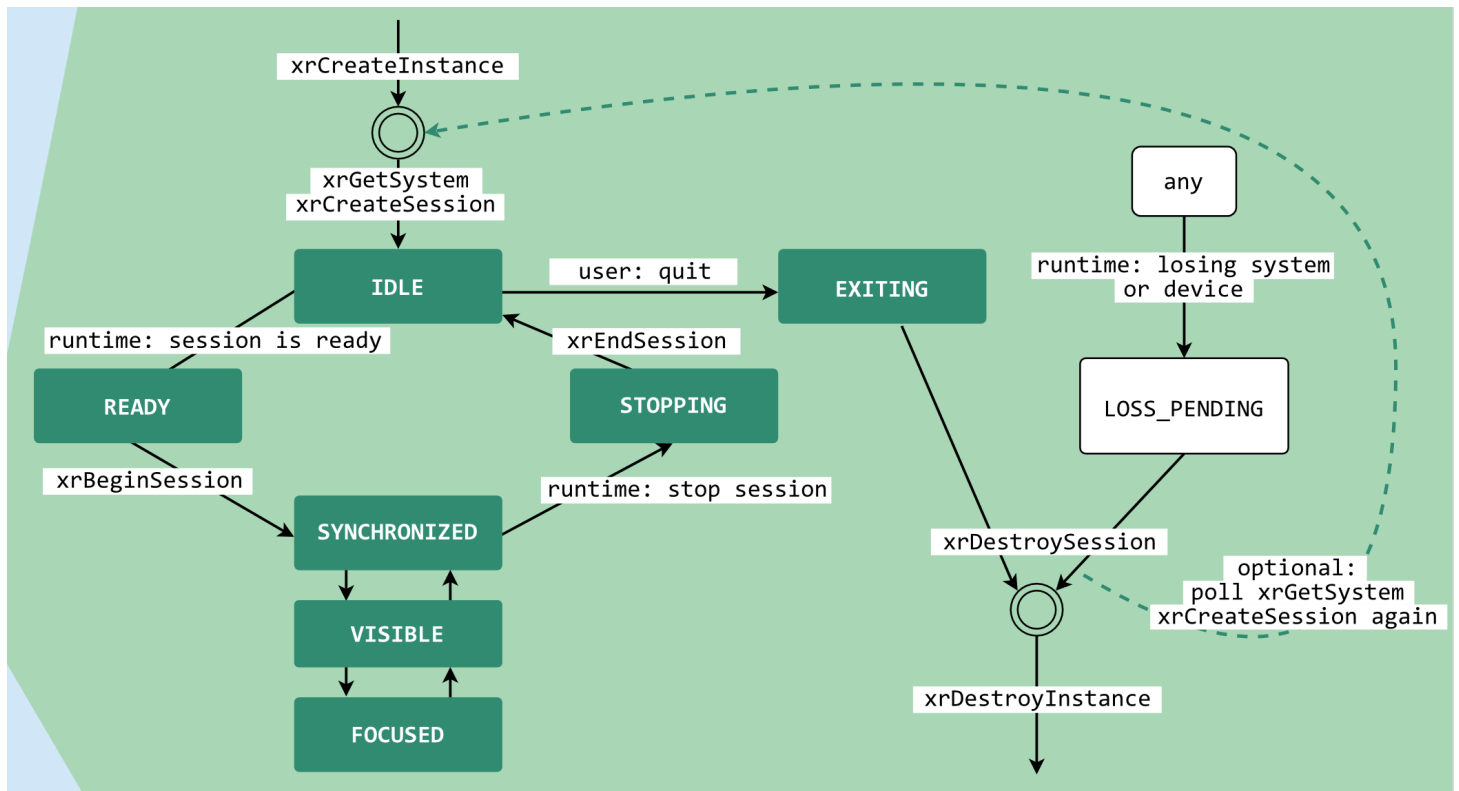 xrCreateInstance
xrGetSystem
xrCreateSession
any
runtime: losing system
or device
IDLE
user: quit
EXITING
runtime: session is ready
xrEndSession
READY
STOPPING
LOSS_PENDING
xrBeginSession
runtime: stop session
SYNCHRONIZED
xrDestroySession
optional:
poll xrGetSystem
xrCreateSession again
VISIBLE
xrDestroyInstance
FOCUSED